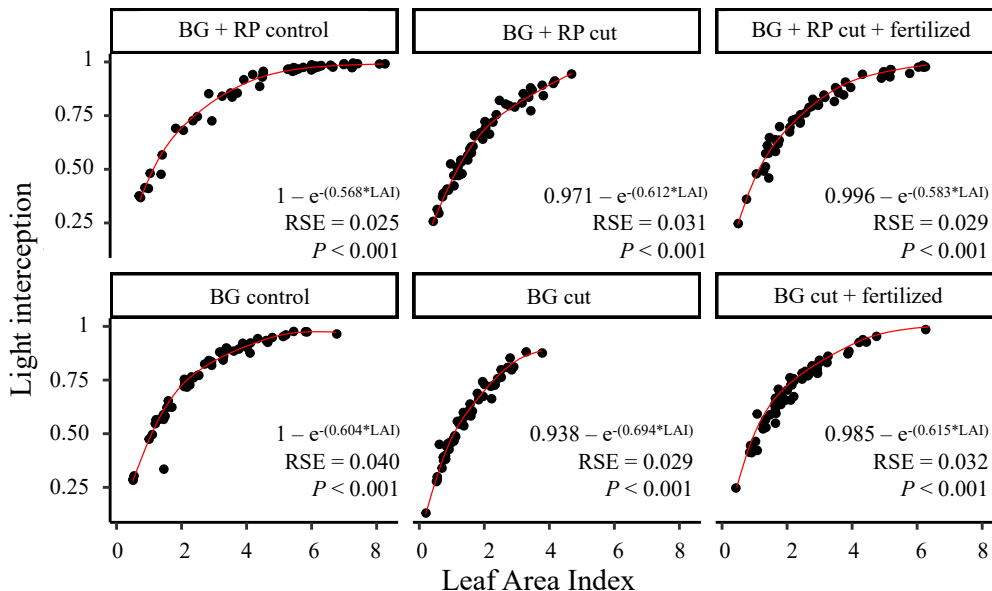 BG + RP control
BG + RP cut
BG + RP cut + fertilized
1
0.75
0.50
0.25
1 – e-(0.568*LAI)
RSE = 0.025
P < 0.001
0.971 – e-(0.612*LAI)
RSE = 0.031
P < 0.001
0.996 – e-(0.583*LAI)
RSE = 0.029
P < 0.001
Light interception
BG control
BG cut
BG cut + fertilized
1
0.75
0.50
0.25
1 – e-(0.604*LAI)
RSE = 0.040
P < 0.001
0.938 – e-(0.694*LAI)
RSE = 0.029
P < 0.001
0.985 – e-(0.615*LAI)
RSE = 0.032
P < 0.001
0 2 4 6 8
0 2 4 6 8
0 2 4 6 8
Leaf Area Index